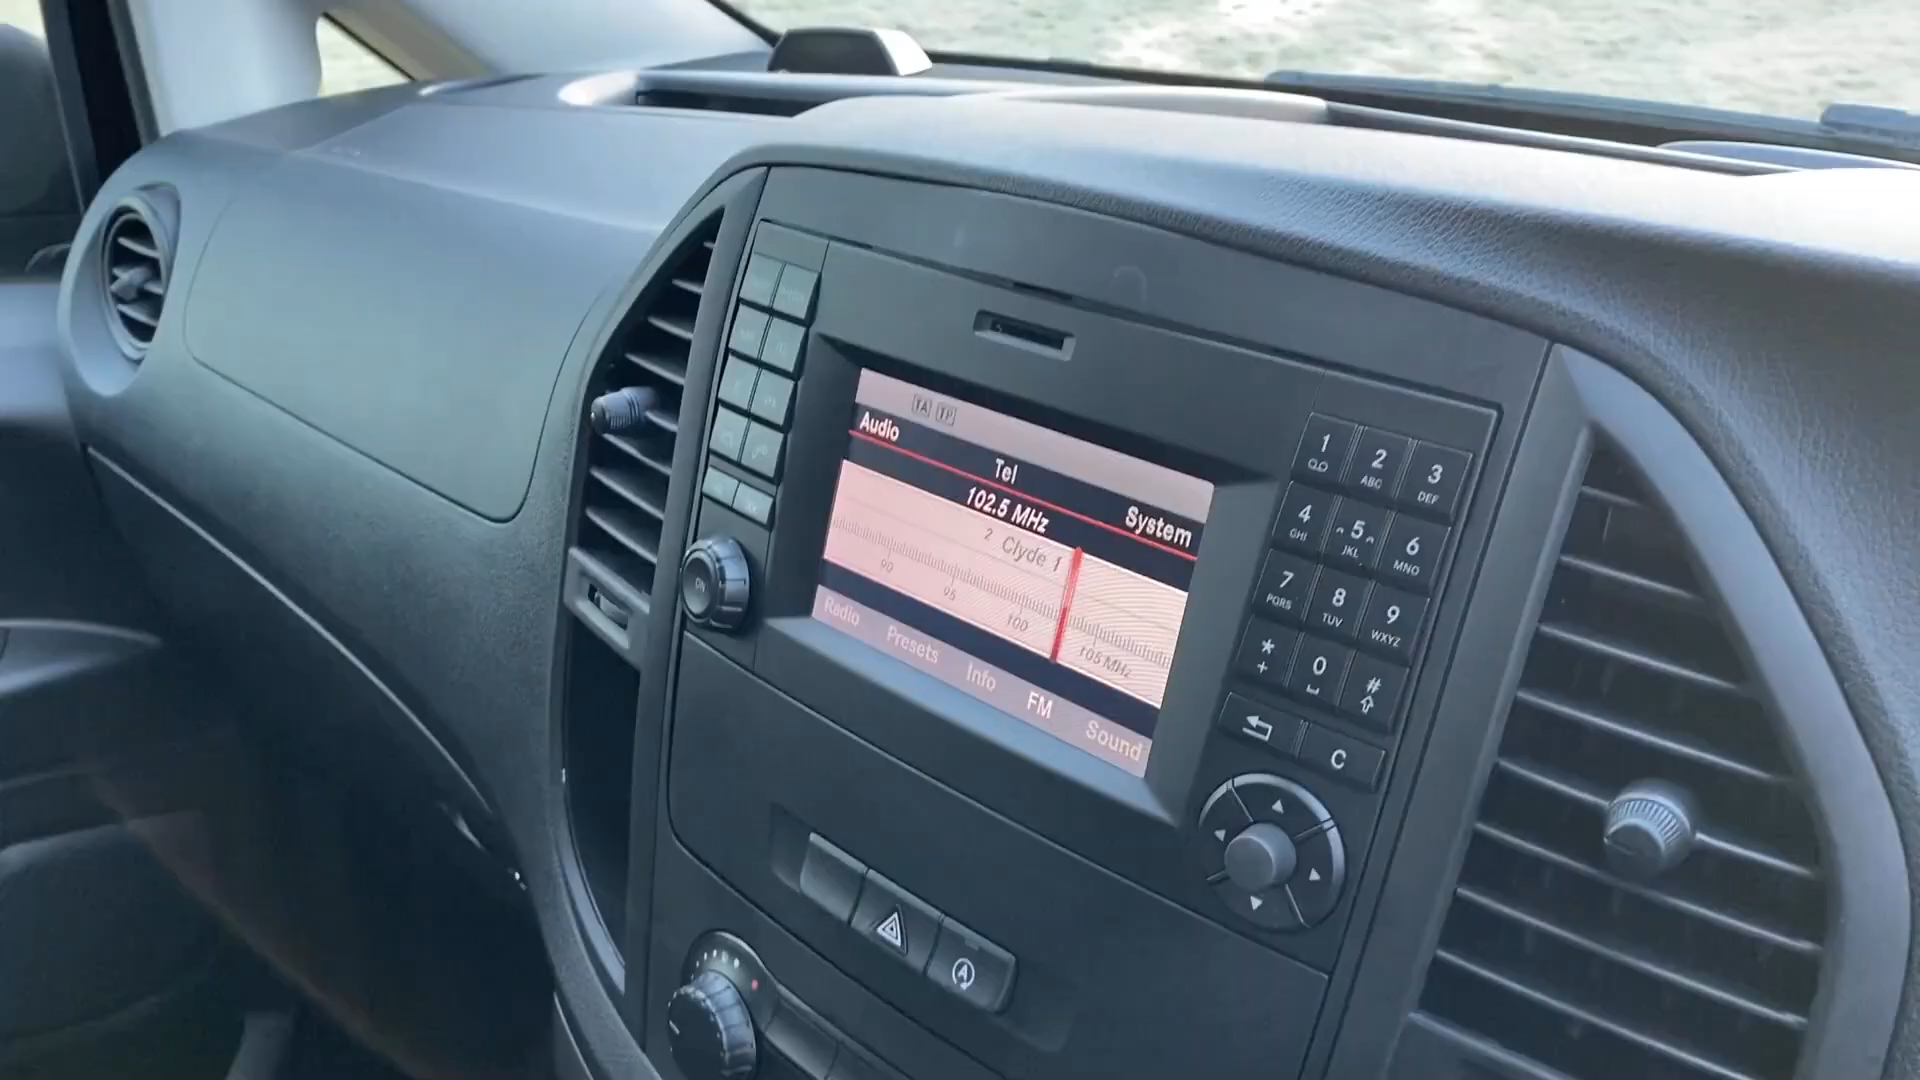 TA TP
Audio
Tel
System
102.5 MHz
2 Clyde 1
90
95
100
105 MHz
Radio
Presets
Info
FM
Sound
ON
1
2 ABC
3 DEF
4 GHI
5 JKL
6 MNO
7 PQRS
8 TUV
9 WXYZ
* +
0
#
C
A